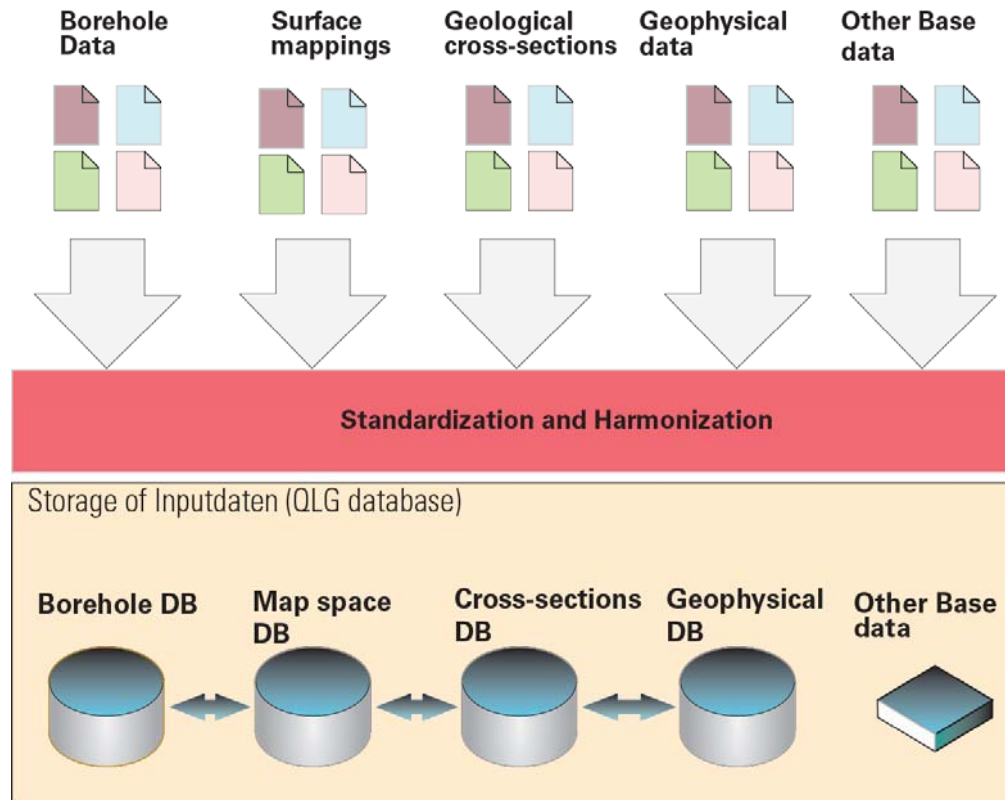 Borehole
Data
Surface
mappings
Geological
cross-sections
Geophysical
data
Other Base
data
Standardization and Harmonization
Storage of Inputdaten (QLG database)
Borehole DB
Map space
DB
Cross-sections
DB
Geophysical
DB
Other Base
data